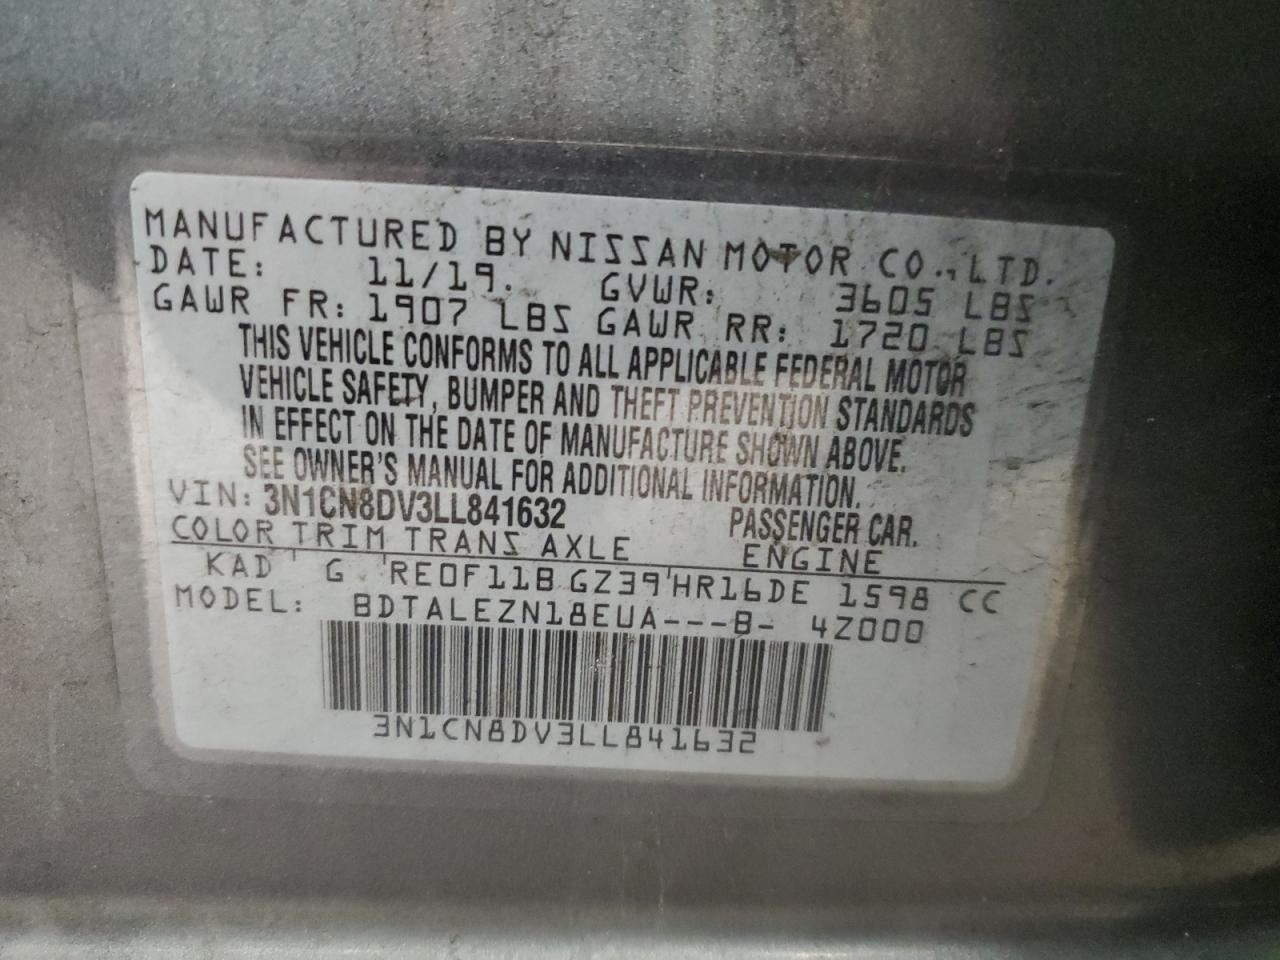 MANUFACTURED BY NISSAN MOTOR CO.,LTD.
DATE: 11/19. GVWR: 3605 LBS
GAWR FR: 1907 LBS GAWR RR: 1720 LBS
THIS VEHICLE CONFORMS TO ALL APPLICABLE FEDERAL MOTOR
VEHICLE SAFETY, BUMPER AND THEFT PREVENTION STANDARDS
IN EFFECT ON THE DATE OF MANUFACTURE SHOWN ABOVE.
SEE OWNER'S MANUAL FOR ADDITIONAL INFORMATION.
VIN: 3N1CN8DV3LL841632 PASSENGER CAR.
COLOR TRIM TRANS AXLE ENGINE
KAD G RE0F11B GZ39 HR16DE 1598 CC
MODEL: BDTALEZN18EUA---B- 4Z000
3N1CN8DV3LL841632